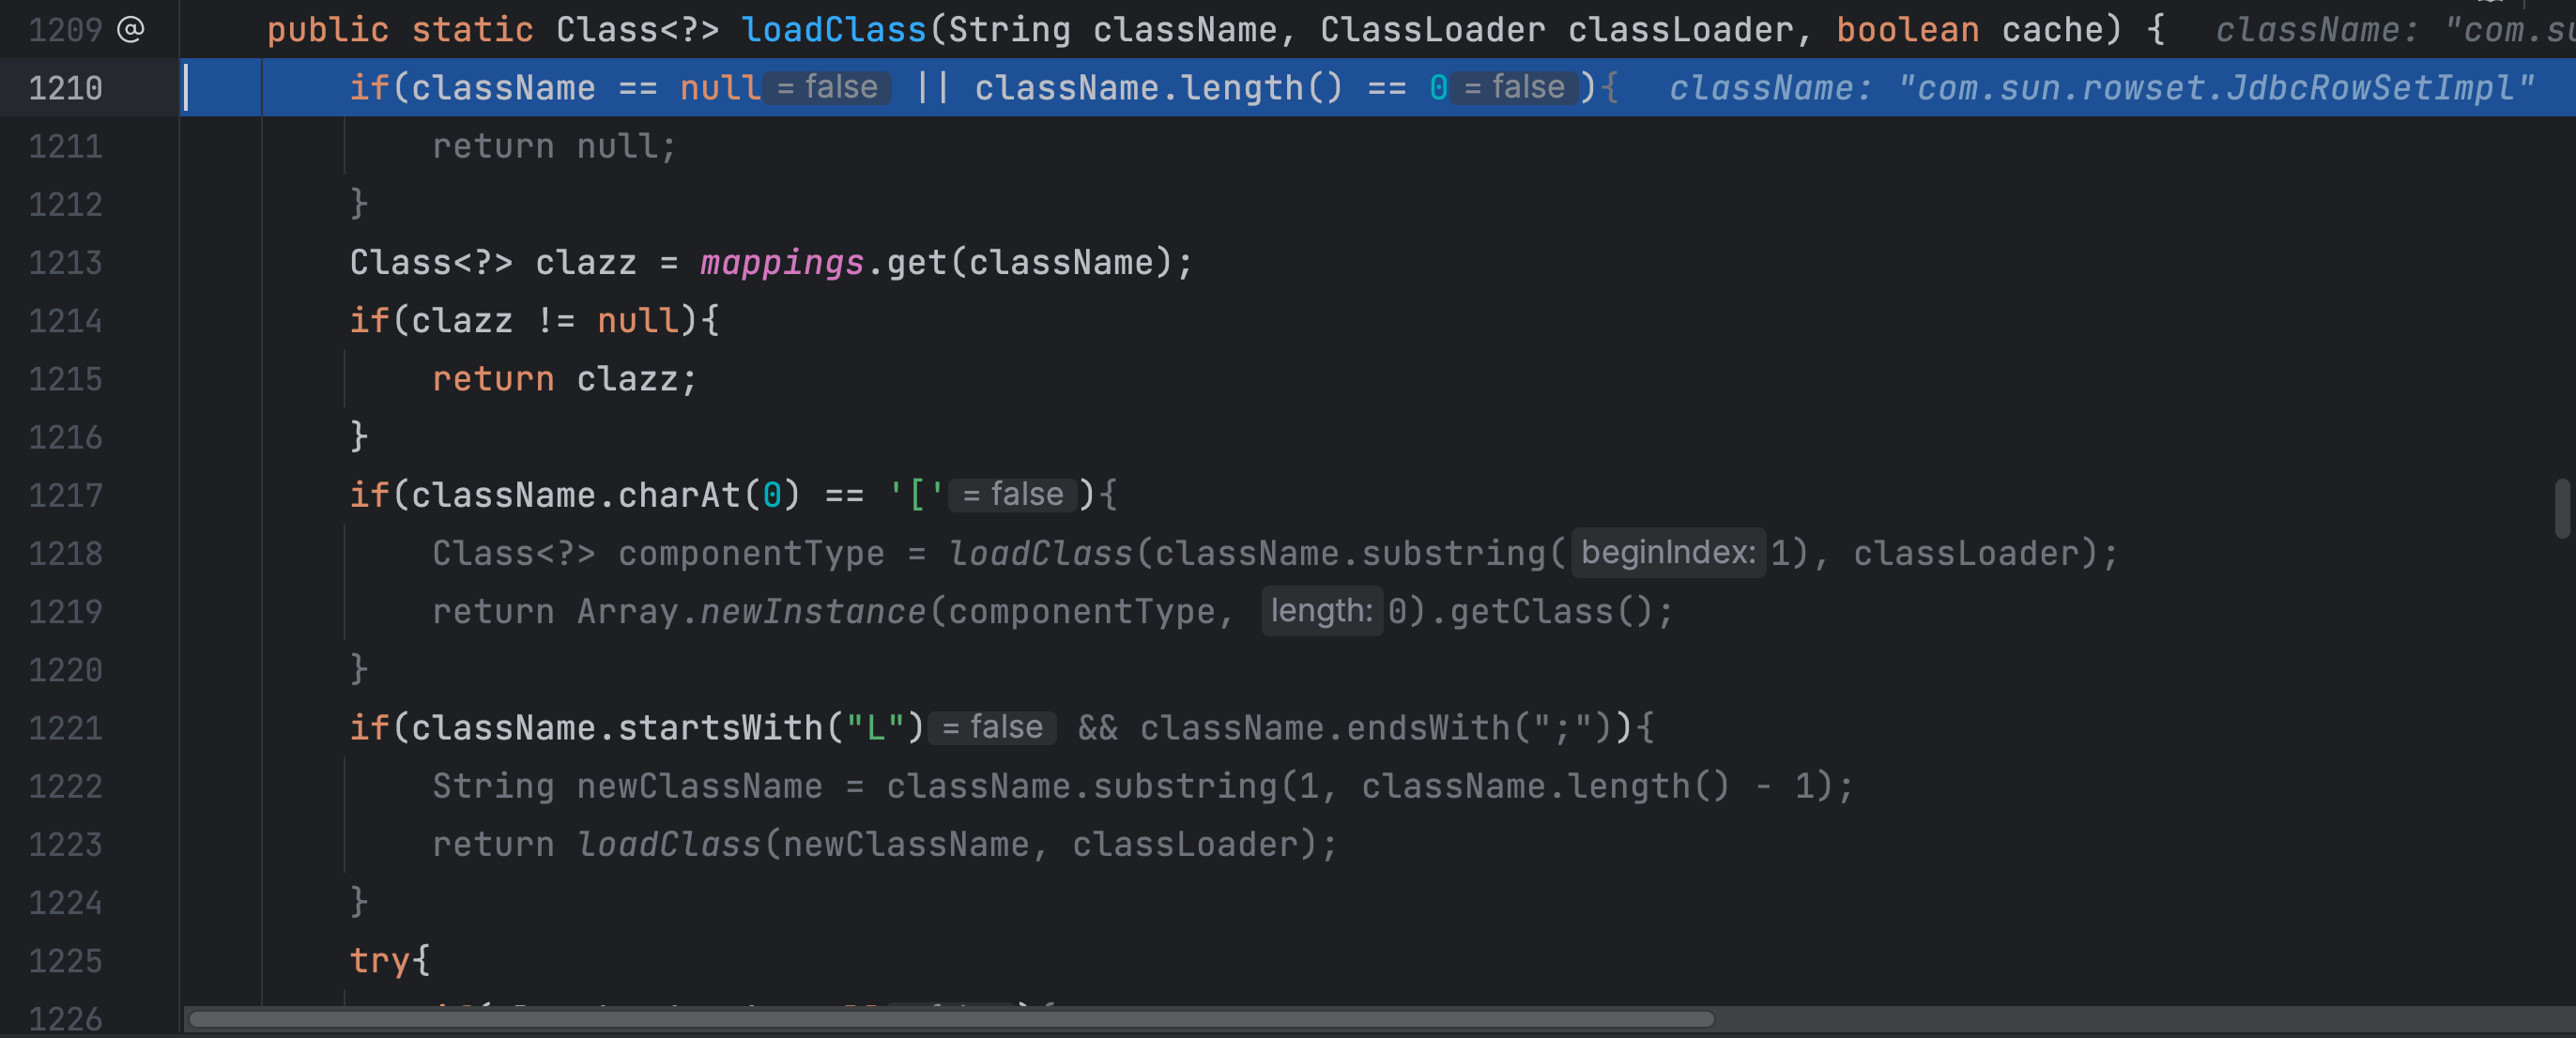 1209 @ public static Class<?> loadClass(String className, ClassLoader classLoader, boolean cache) { className: "com.su
1210 if(className == null = false || className.length() == 0 = false ){ className: "com.sun.rowset.JdbcRowSetImpl"
1211 return null;
1212 }
1213 Class<?> clazz = mappings.get(className);
1214 if(clazz != null){
1215 return clazz;
1216 }
1217 if(className.charAt(0) == '[' = false ){
1218 Class<?> componentType = loadClass(className.substring( beginIndex: 1), classLoader);
1219 return Array.newInstance(componentType, length: 0).getClass();
1220 }
1221 if(className.startsWith("L") = false && className.endsWith(";")){
1222 String newClassName = className.substring(1, className.length() - 1);
1223 return loadClass(newClassName, classLoader);
1224 }
1225 try{
1226